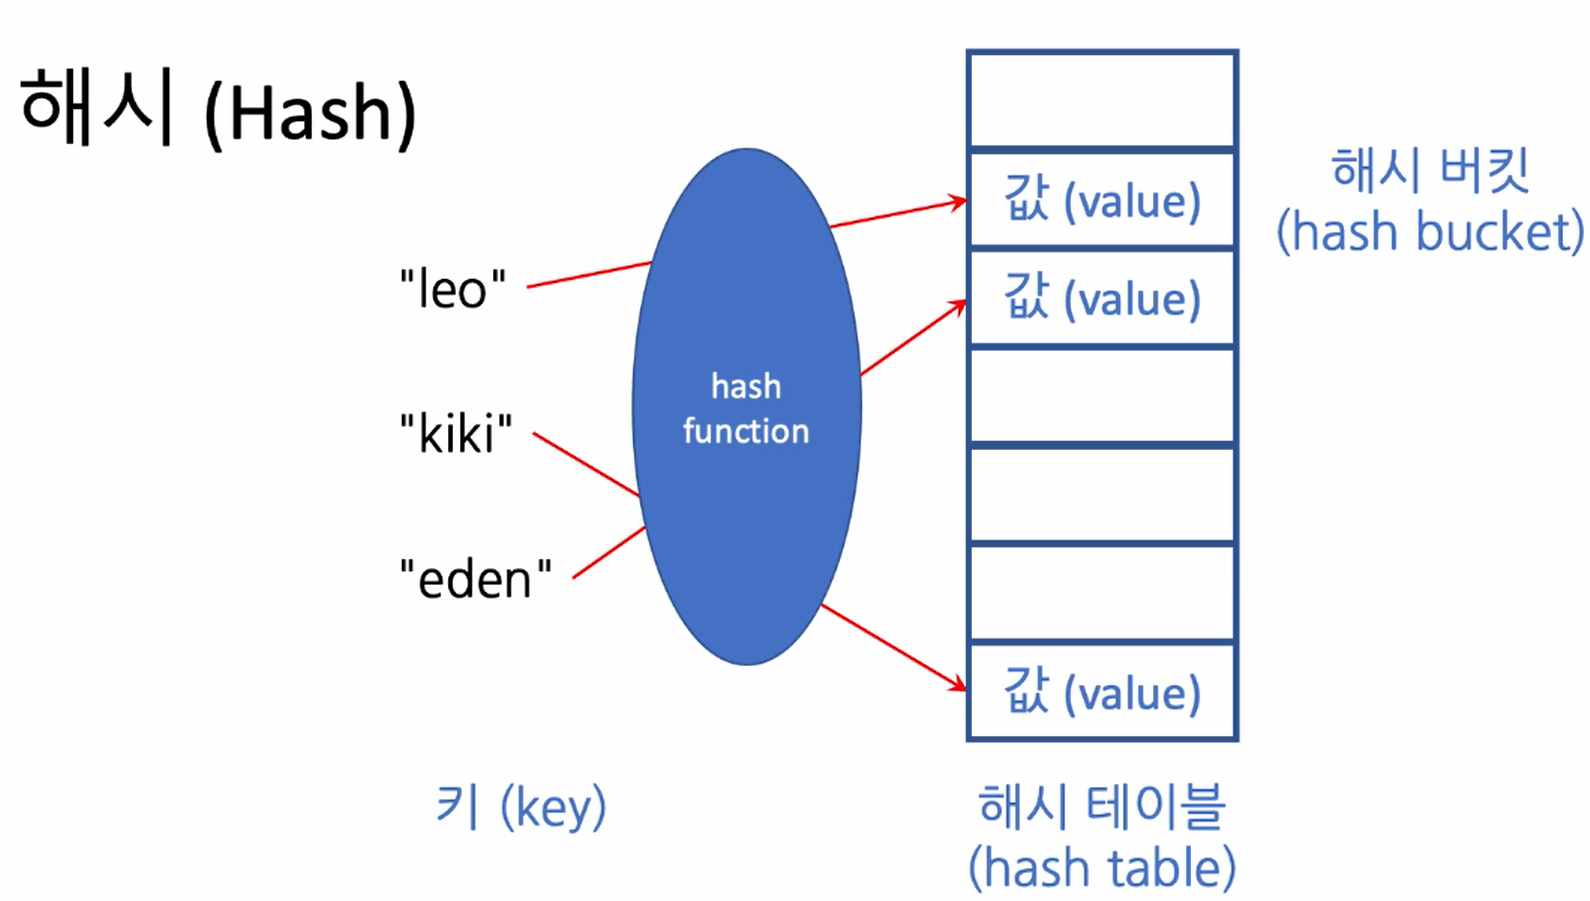 해시 (Hash)
"leo"
"kiki"
"eden"
키 (key)
hash
function
값 (value)
값 (value)
값 (value)
해시 테이블
(hash table)
해시 버킷
(hash bucket)